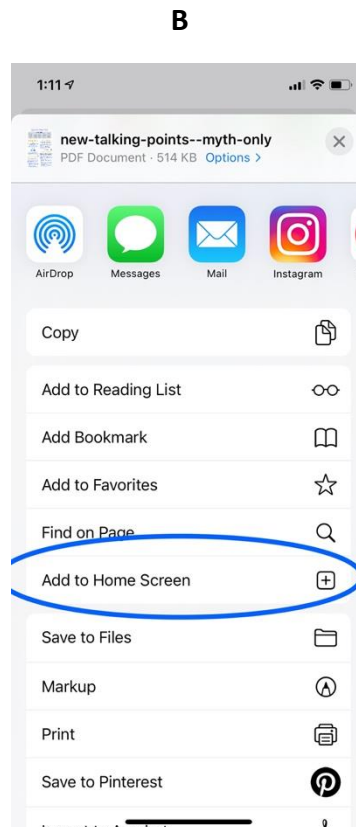 B
1:11
new-talking-points--myth-only
PDF Document · 514 KB Options >
AirDrop Messages Mail Instagram
Copy
Add to Reading List
Add Bookmark
Add to Favorites
Find on Page
Add to Home Screen
Save to Files
Markup
Print
Save to Pinterest